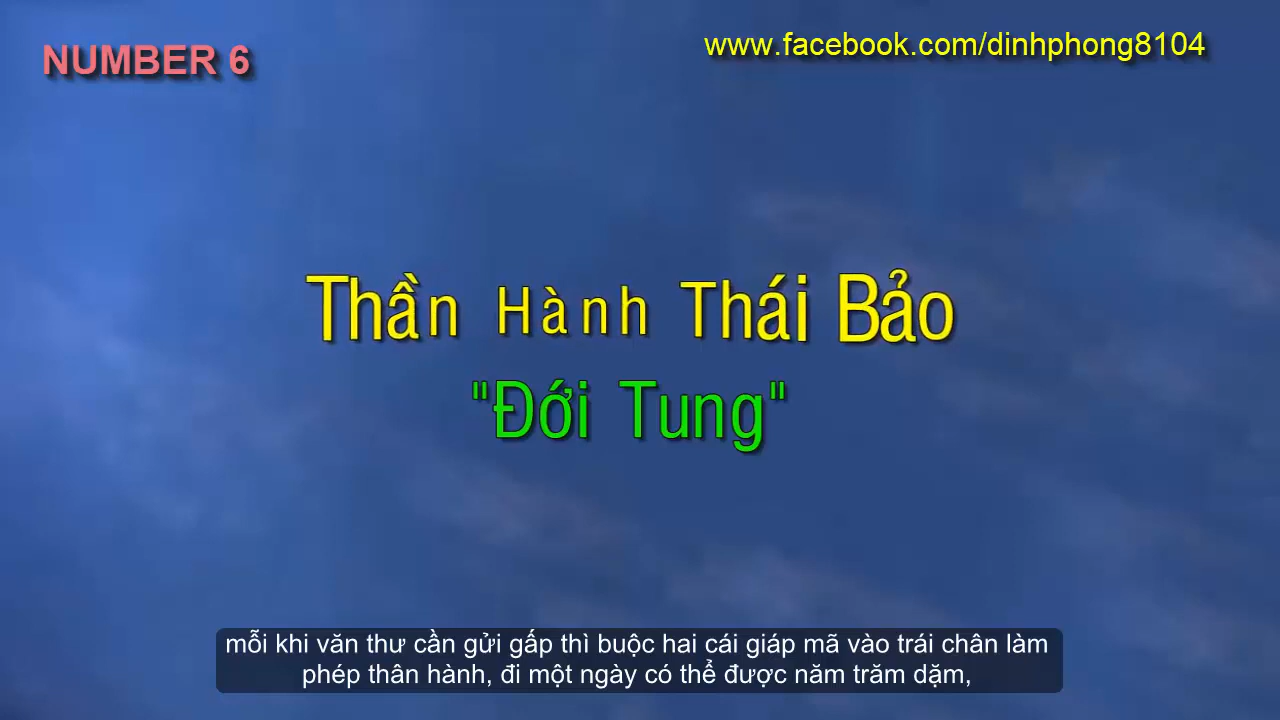 NUMBER 6
www.facebook.com/dinhphong8104
Thần Hành Thái Bảo
"Đới Tung"
mỗi khi văn thư cần gửi gấp thì buộc hai cái giáp mã vào trái chân làm
phép thân hành, đi một ngày có thể được năm trăm dặm,